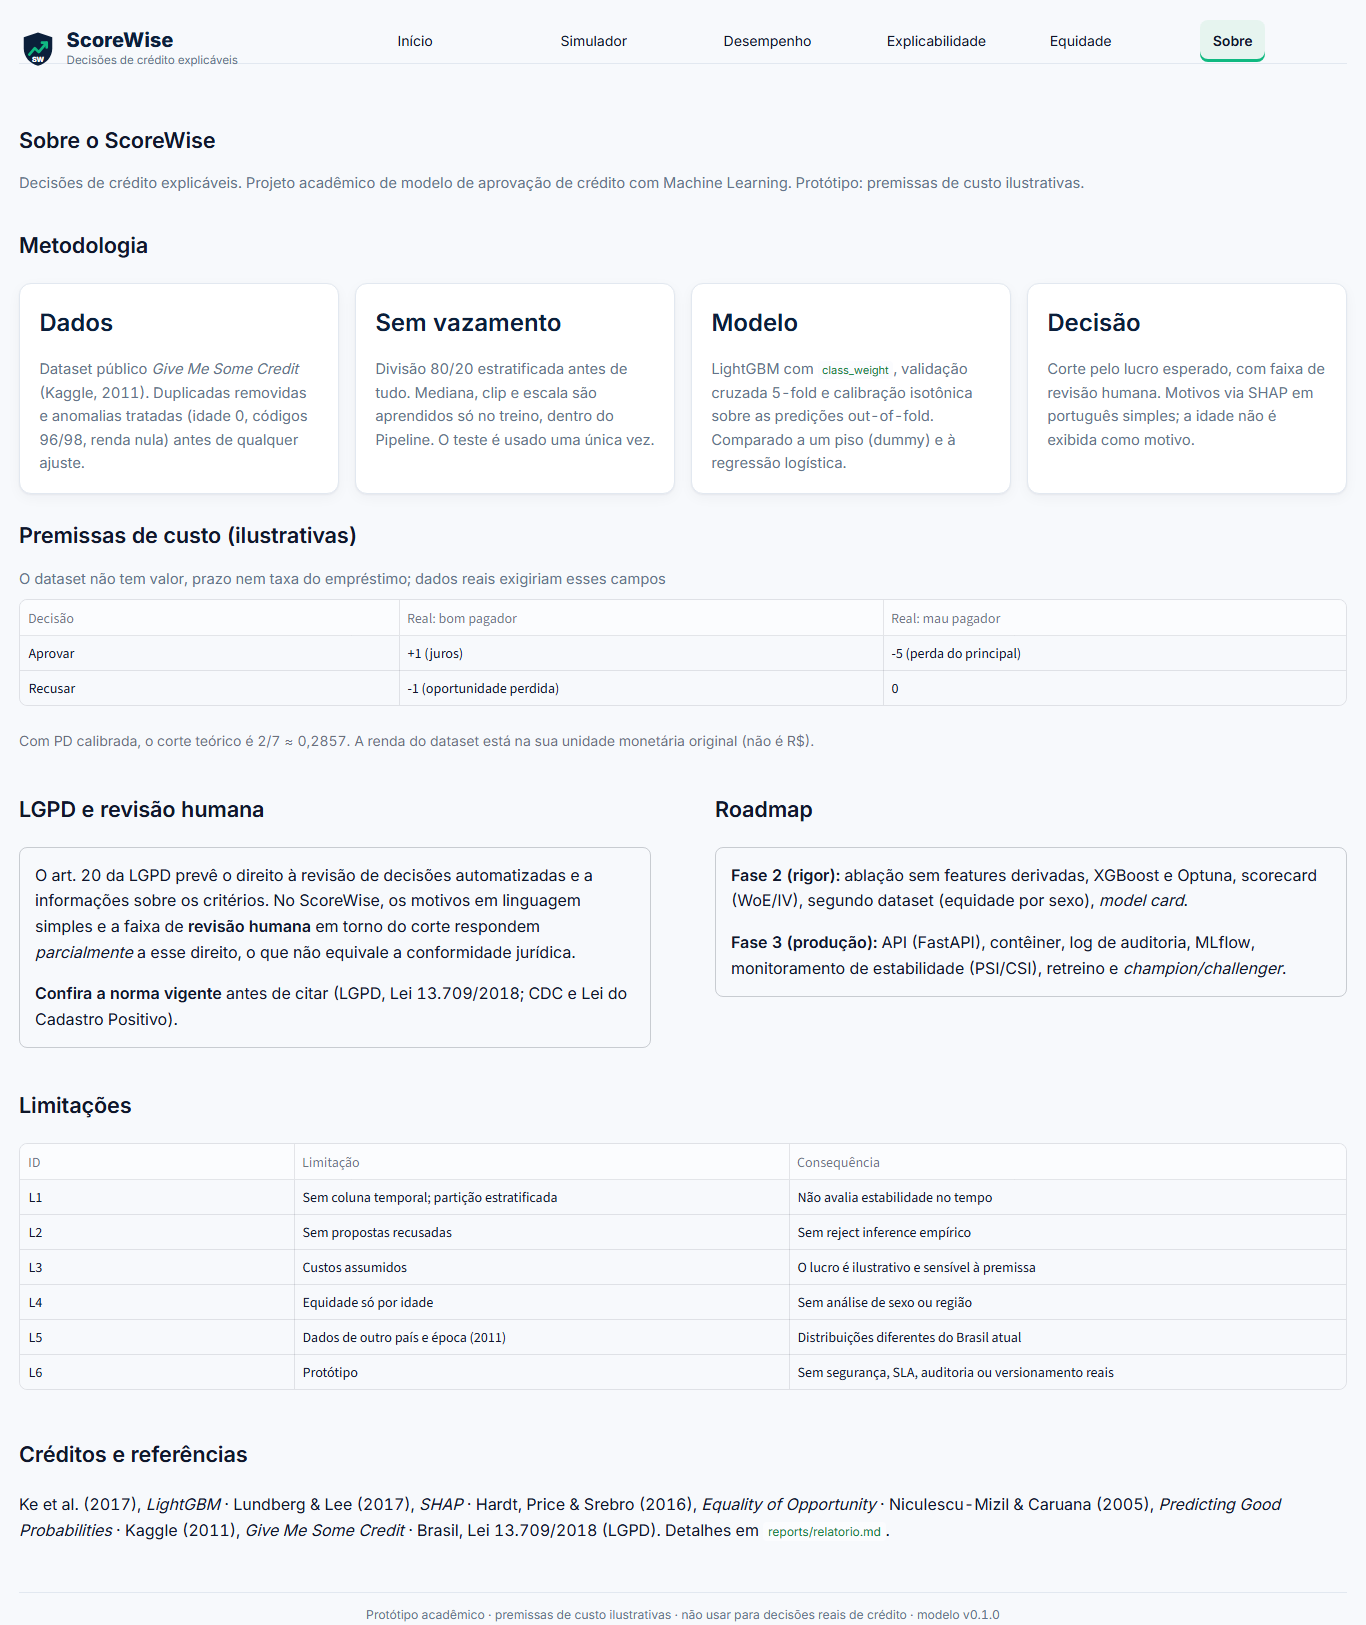 SW
ScoreWise
Decisões de crédito explicáveis
Início
Simulador
Desempenho
Explicabilidade
Equidade
Sobre
Sobre o ScoreWise
Decisões de crédito explicáveis. Projeto acadêmico de modelo de aprovação de crédito com Machine Learning. Protótipo: premissas de custo ilustrativas.
Metodologia
Dados
Dataset público Give Me Some Credit
(Kaggle, 2011). Duplicadas removidas
e anomalias tratadas (idade 0, códigos
96/98, renda nula) antes de qualquer
ajuste.
Sem vazamento
Divisão 80/20 estratificada antes de
tudo. Mediana, clip e escala são
aprendidos só no treino, dentro do
Pipeline. O teste é usado uma única vez.
Modelo
LightGBM com class_weight , validação
cruzada 5-fold e calibração isotônica
sobre as predições out-of-fold.
Comparado a um piso (dummy) e à
regressão logística.
Decisão
Corte pelo lucro esperado, com faixa de
revisão humana. Motivos via SHAP em
português simples; a idade não é
exibida como motivo.
Premissas de custo (ilustrativas)
O dataset não tem valor, prazo nem taxa do empréstimo; dados reais exigiriam esses campos
Decisão Real: bom pagador Real: mau pagador
Aprovar +1 (juros) -5 (perda do principal)
Recusar -1 (oportunidade perdida) 0
Com PD calibrada, o corte teórico é 2/7 ≈ 0,2857. A renda do dataset está na sua unidade monetária original (não é R$).
LGPD e revisão humana
O art. 20 da LGPD prevê o direito à revisão de decisões automatizadas e a
informações sobre os critérios. No ScoreWise, os motivos em linguagem
simples e a faixa de revisão humana em torno do corte respondem
parcialmente a esse direito, o que não equivale a conformidade jurídica.
Confira a norma vigente antes de citar (LGPD, Lei 13.709/2018; CDC e Lei do
Cadastro Positivo).
Roadmap
Fase 2 (rigor): ablação sem features derivadas, XGBoost e Optuna, scorecard
(WoE/IV), segundo dataset (equidade por sexo), model card.
Fase 3 (produção): API (FastAPI), contêiner, log de auditoria, MLflow,
monitoramento de estabilidade (PSI/CSI), retreino e champion/challenger.
Limitações
ID Limitação Consequência
L1 Sem coluna temporal; partição estratificada Não avalia estabilidade no tempo
L2 Sem propostas recusadas Sem reject inference empírico
L3 Custos assumidos O lucro é ilustrativo e sensível à premissa
L4 Equidade só por idade Sem análise de sexo ou região
L5 Dados de outro país e época (2011) Distribuições diferentes do Brasil atual
L6 Protótipo Sem segurança, SLA, auditoria ou versionamento reais
Créditos e referências
Ke et al. (2017), LightGBM · Lundberg & Lee (2017), SHAP · Hardt, Price & Srebro (2016), Equality of Opportunity · Niculescu-Mizil & Caruana (2005), Predicting Good
Probabilities · Kaggle (2011), Give Me Some Credit · Brasil, Lei 13.709/2018 (LGPD). Detalhes em reports/relatorio.md .
Protótipo acadêmico · premissas de custo ilustrativas · não usar para decisões reais de crédito · modelo v0.1.0